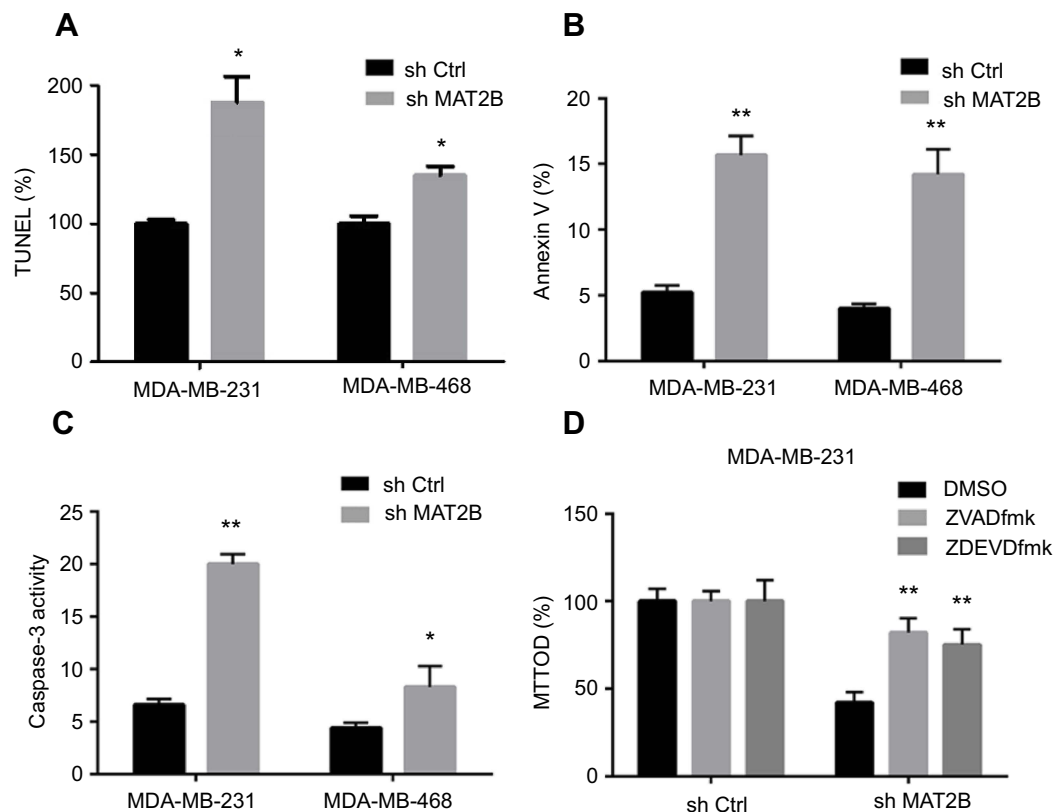 A
sh Ctrl
sh MAT2B
TUNEL (%)
200
150
100
50
0
*
*
MDA-MB-231
MDA-MB-468
B
sh Ctrl
sh MAT2B
Annexin V (%)
20
15
10
5
0
**
**
MDA-MB-231
MDA-MB-468
C
sh Ctrl
sh MAT2B
Caspase-3 activity
25
20
15
10
5
0
**
*
MDA-MB-231
MDA-MB-468
D
MDA-MB-231
DMSO
ZVADfmk
ZDEVDfmk
MTTOD (%)
150
100
50
0
**
**
sh Ctrl
sh MAT2B